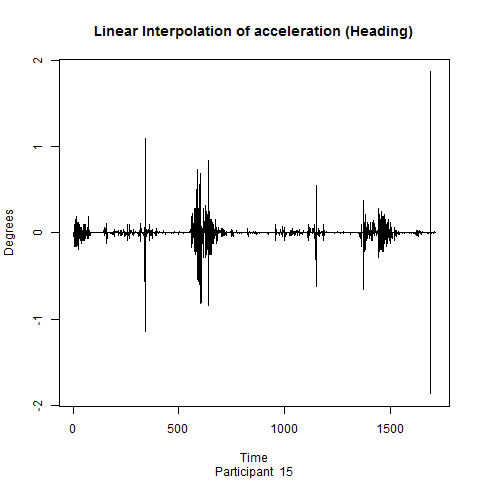 Linear Interpolation of acceleration (Heading)
2
1
0
-1
-2
Degrees
0 500 1000 1500
Time
Participant 15